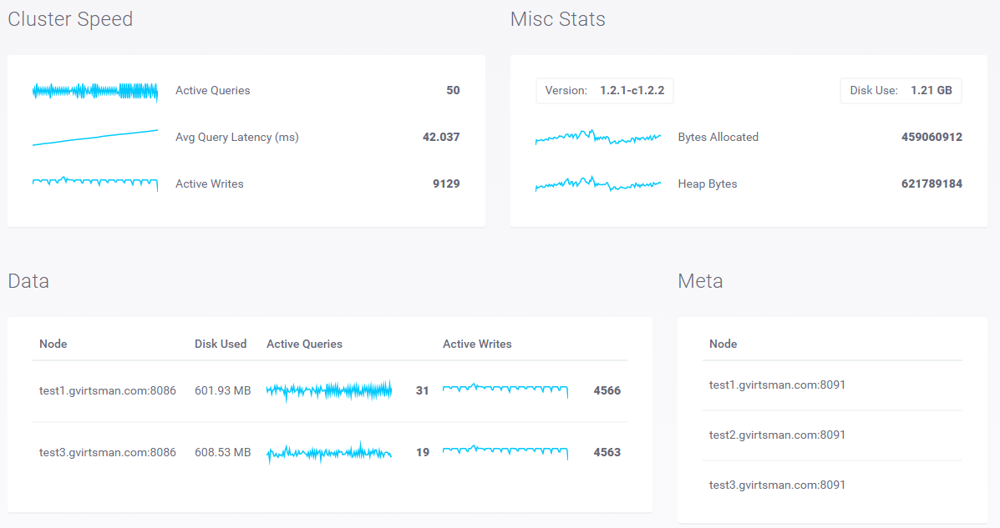 Cluster Speed
Active Queries 50
Avg Query Latency (ms) 42.037
Active Writes 9129
Misc Stats
Version: 1.2.1-c1.2.2 Disk Use: 1.21 GB
Bytes Allocated 459060912
Heap Bytes 621789184
Data
Node Disk Used Active Queries Active Writes
test1.gvirtsman.com:8086 601.93 MB 31 4566
test3.gvirtsman.com:8086 608.53 MB 19 4563
Meta
Node
test1.gvirtsman.com:8091
test2.gvirtsman.com:8091
test3.gvirtsman.com:8091